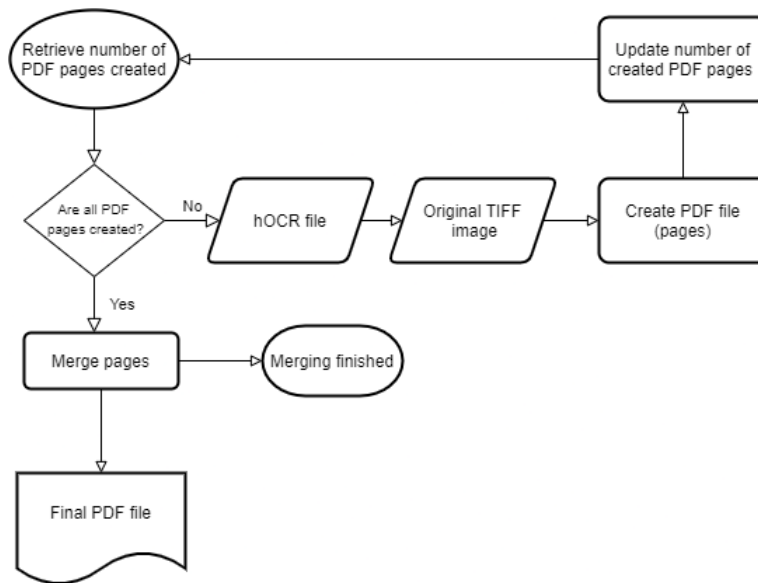 Retrieve number of
PDF pages created
Update number of
created PDF pages
Are all PDF
pages created?
No
hOCR file
Original TIFF
image
Create PDF file
(pages)
Yes
Merge pages
Merging finished
Final PDF file